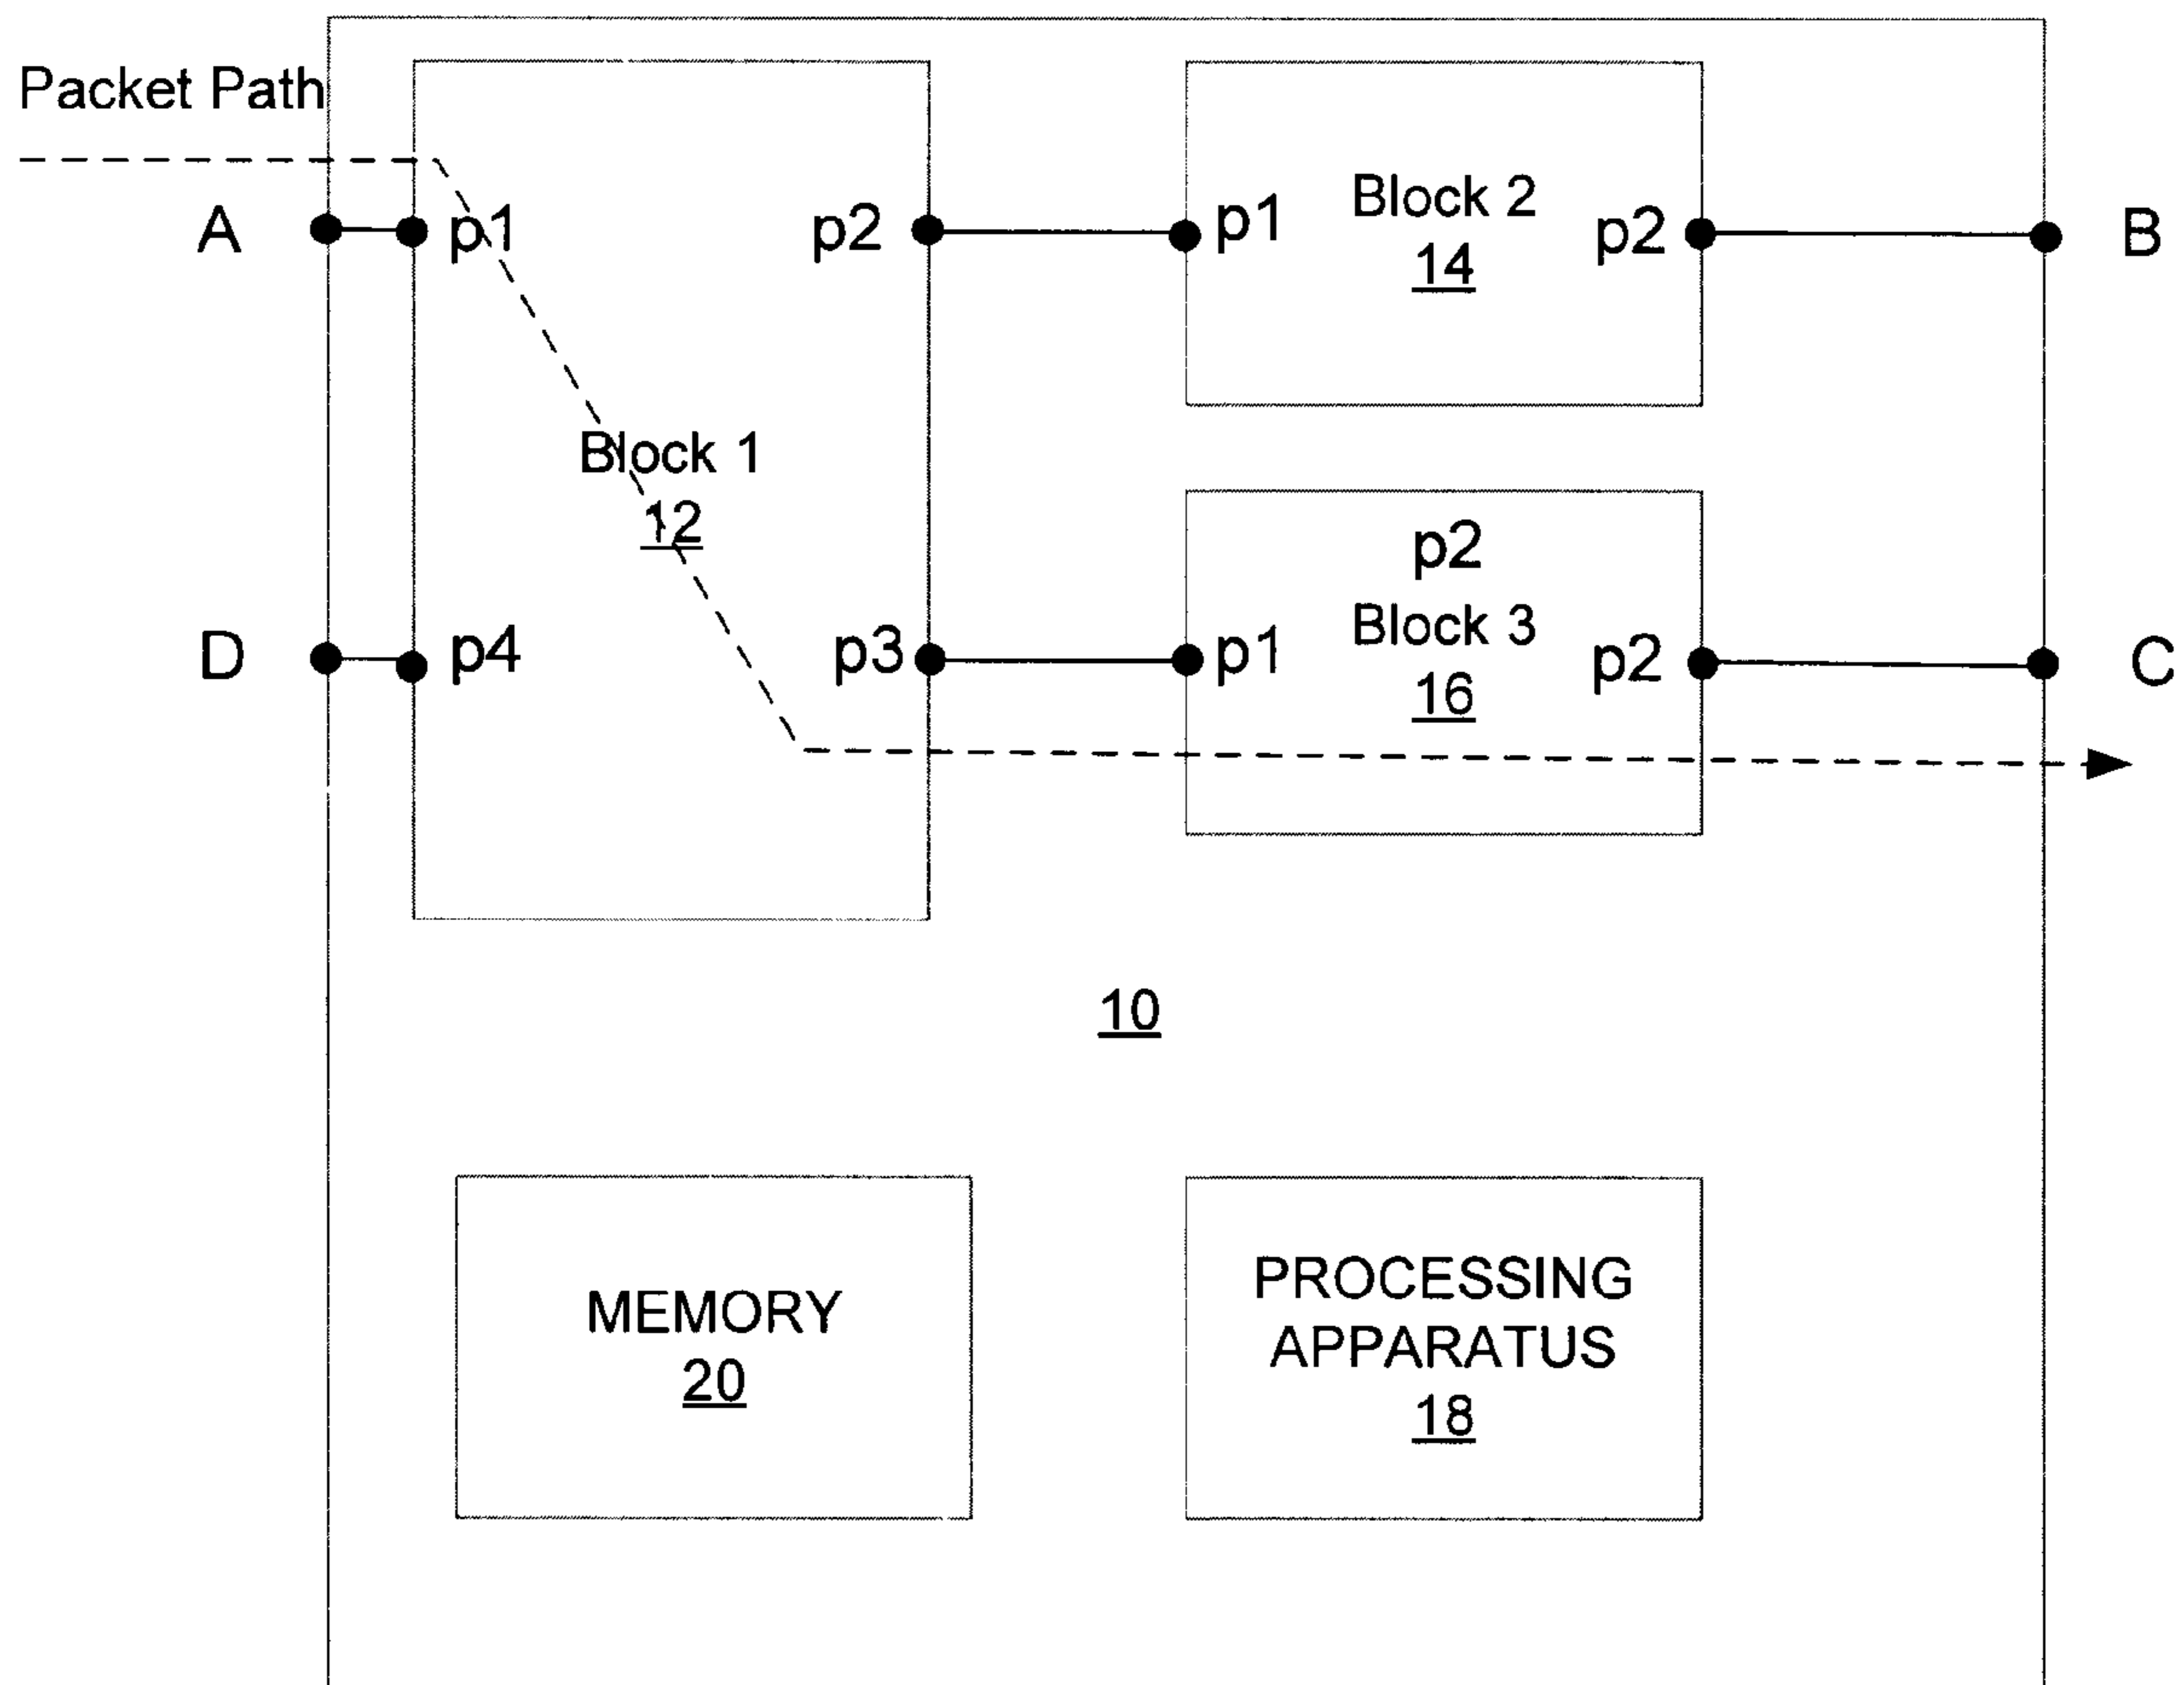 Packet Path
A
p1
p2
p1
Block 2
14
p2
B
Block 1
12
p2
Block 3
16
D
p4
p3
p1
p2
C
10
MEMORY
20
PROCESSING
APPARATUS
18